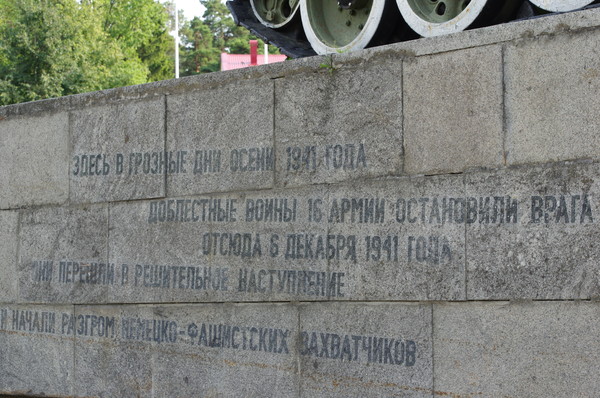 ЗДЕСЬ В ГРОЗНЫЕ ДНИ ОСЕНИ 1941 ГОДА
ДОБЛЕСТНЫЕ ВОИНЫ 16 АРМИИ ОСТАНОВИЛИ ВРАГА
ОТСЮДА 6 ДЕКАБРЯ 1941 ГОДА
ОНИ ПЕРЕШЛИ В РЕШИТЕЛЬНОЕ НАСТУПЛЕНИЕ
И НАЧАЛИ РАЗГРОМ НЕМЕЦКО-ФАШИСТСКИХ ЗАХВАТЧИКОВ